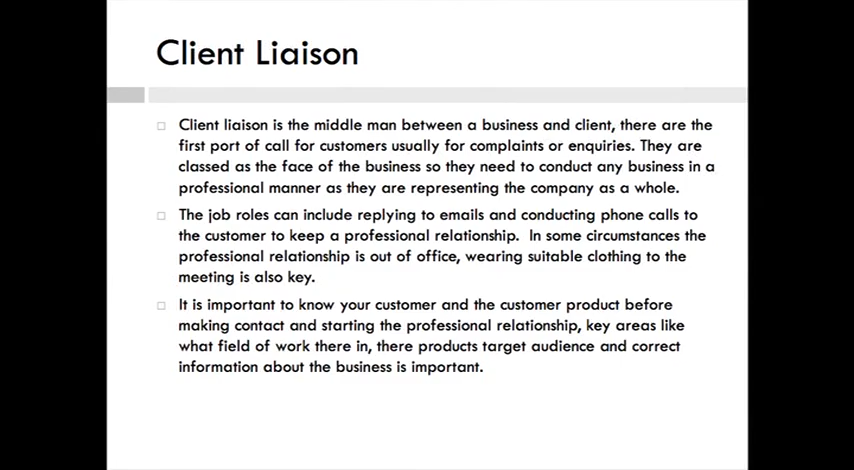 Client Liaison
Client liaison is the middle man between a business and client, there are the
first port of call for customers usually for complaints or enquiries. They are
classed as the face of the business so they need to conduct any business in a
professional manner as they are representing the company as a whole.
The job roles can include replying to emails and conducting phone calls to
the customer to keep a professional relationship.  In some circumstances the
professional relationship is out of office, wearing suitable clothing to the
meeting is also key.
It is important to know your customer and the customer product before
making contact and starting the professional relationship, key areas like
what field of work there in, there products target audience and correct
information about the business is important.